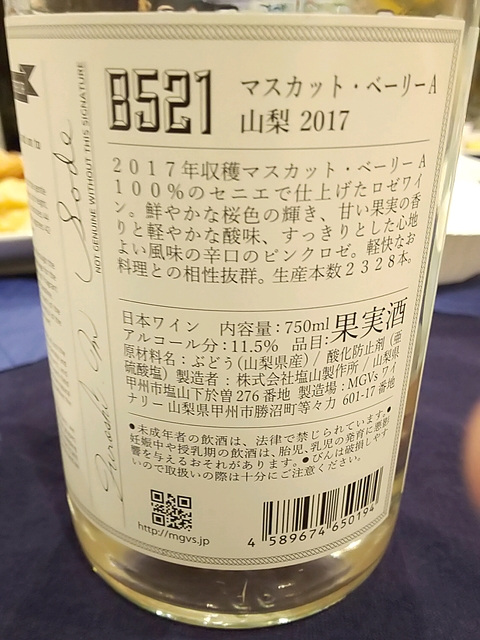 B521
マスカット・ベーリーA
山梨 2017
2017年収穫マスカット・ベーリーA
100%のセニエで仕上げたロゼワイ
ン。鮮やかな桜色の輝き、甘い果実の香
りと軽やかな酸味、すっきりとした心地
よい風味の辛口のピンクロゼ。軽快なお
料理との相性抜群。生産本数2328本。
日本ワイン 内容量:750ml 果実酒
アルコール分:11.5% 品目:
原材料名:ぶどう(山梨県産)/ 酸化防止剤(亜
硫酸塩) 製造者:株式会社塩山製作所 / 山梨県
甲州市塩山下於曽276番地 製造場:MGVs ワイ
ナリー 山梨県甲州市勝沼町等々力 601-17番地
●未成年者の飲酒は、法律で禁じられています。●
妊娠中や授乳期の飲酒は、胎児、乳児の発育に悪影
響を与えるおそれがあります。●びんは破損しやす
いので取扱いの際は十分にご注意ください。
http://mgvs.jp
4 589674 650194
NOT GENUINE WITHOUT THIS SIGNATURE